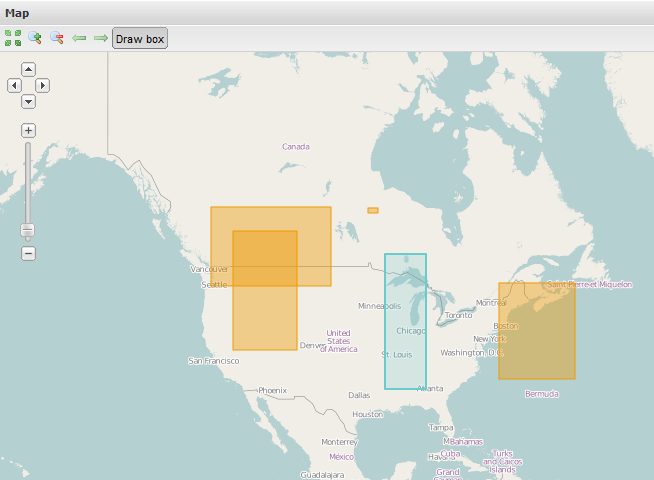 Map
Draw box
Canada
Vancouver
Seattle
Saint-Pierre et Miquelon
Minneapolis
Montréal
Toronto
Boston
Chicago
United
States
of America
New York
Denver
St. Louis
Washington, D.C.
San Francisco
Phoenix
Atlanta
Dallas
Bermuda
Houston
Tampa
Monterrey
Bahamas
México
Cuba
Turks
and Caicos
Islands
Guadalajara
Grand